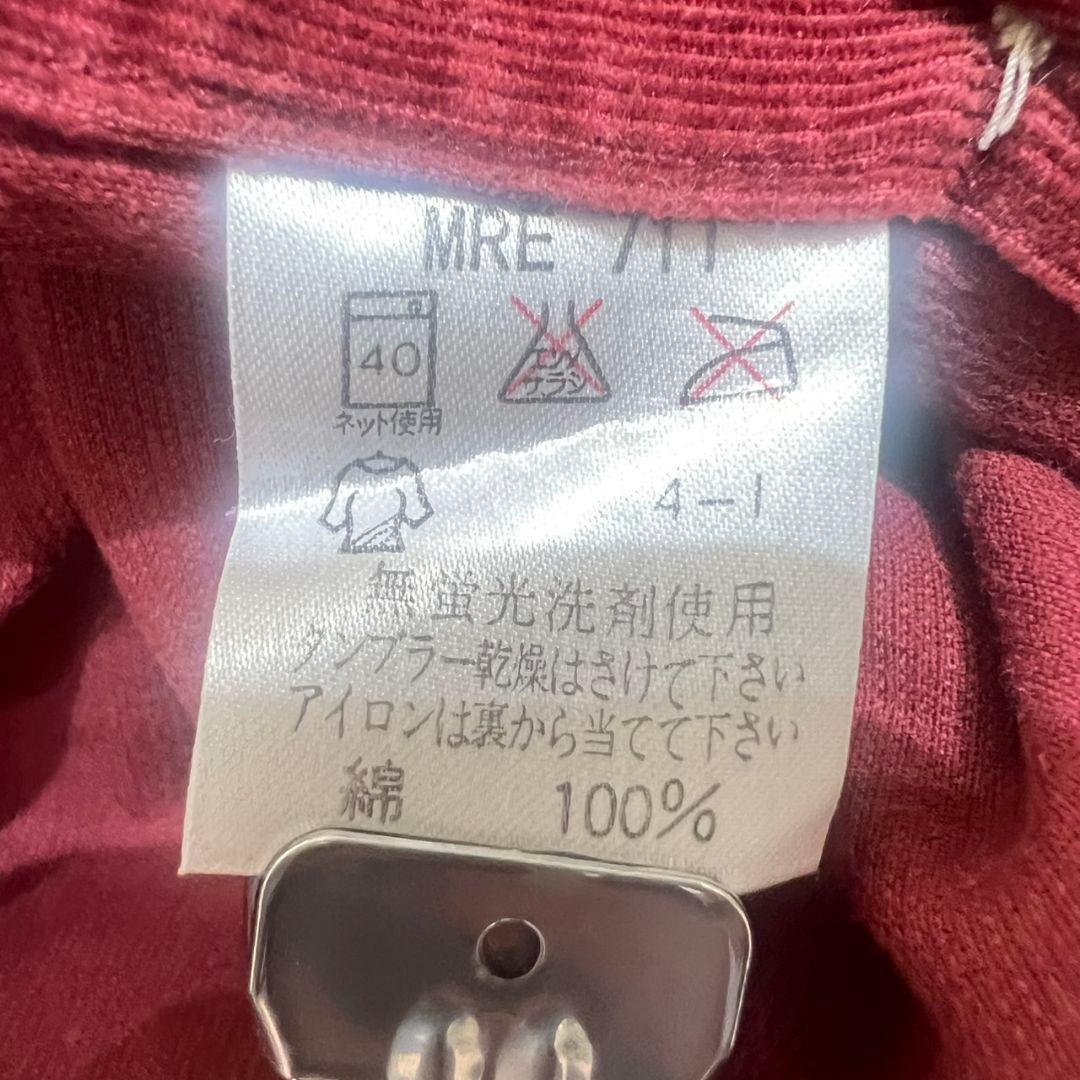 MRE 711
40
エンソ
サラシ
ネット使用
4-1
無蛍光洗剤使用
タンブラー乾燥はさけて下さい
アイロンは裏から当てて下さい
綿 100%